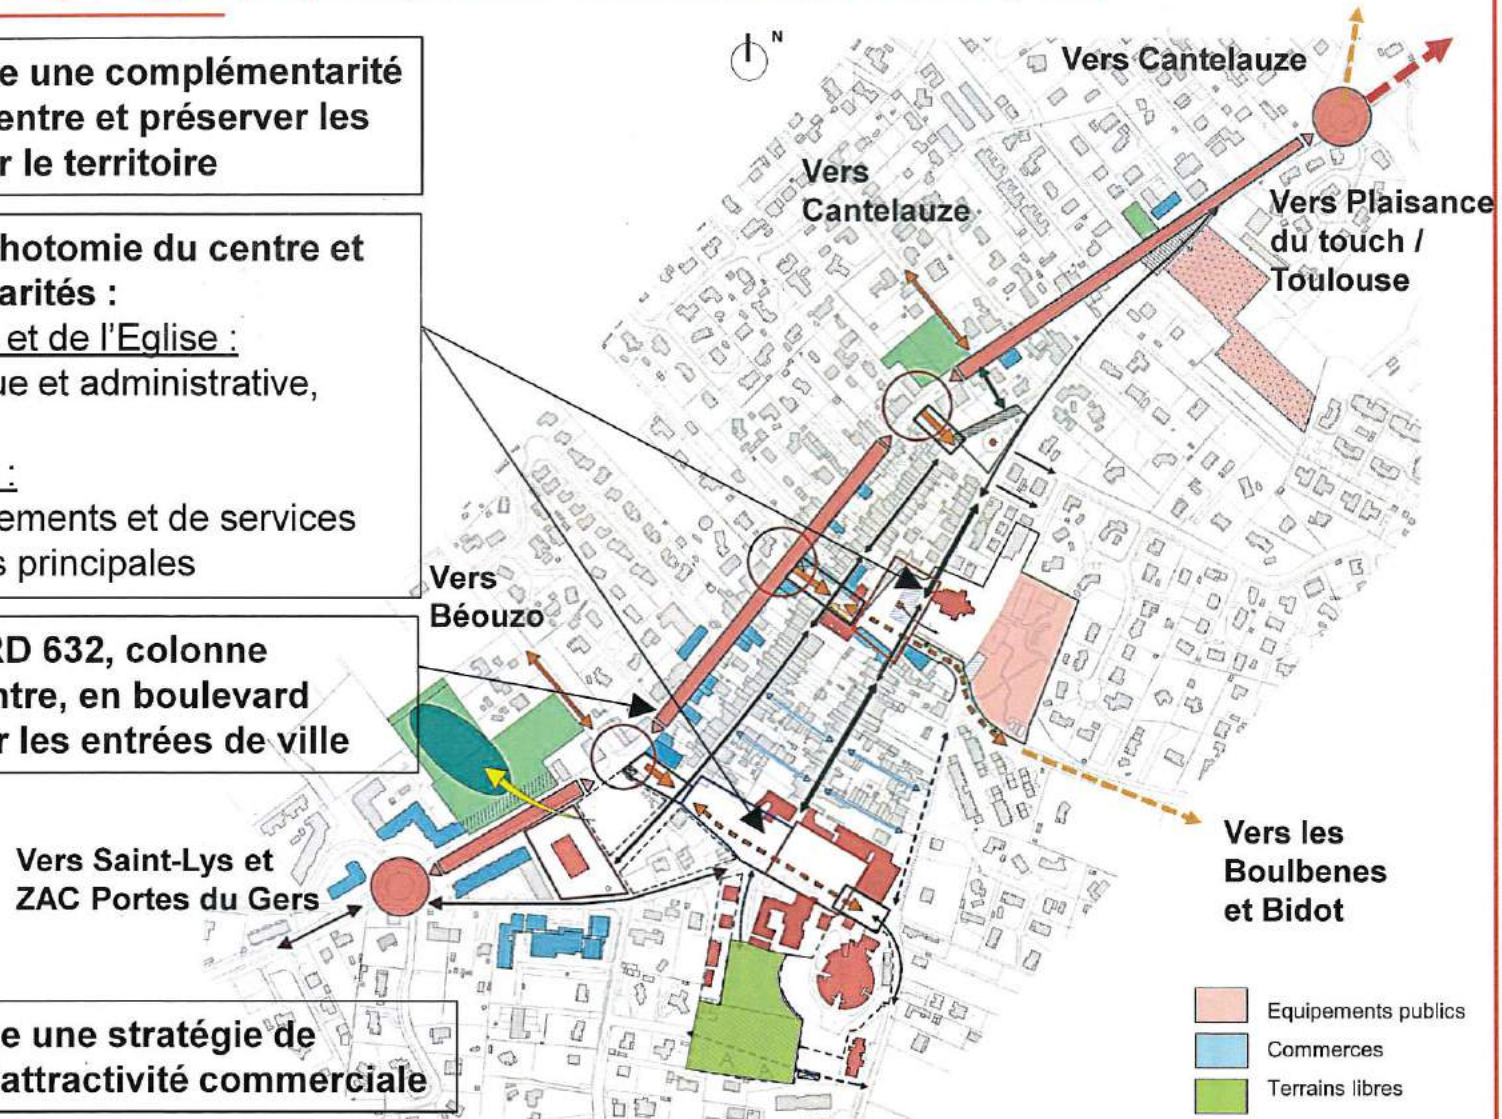 e une complémentarité
entre et préserver les
r le territoire
hotomie du centre et
arités :
et de l'Eglise :
ue et administrative,
:
ements et de services
s principales
RD 632, colonne
ntre, en boulevard
r les entrées de ville
e une stratégie de
attractivité commerciale
N
Vers Cantelauze
Vers
Cantelauze
Vers Plaisance
du touch /
Toulouse
Vers
Béouzo
Vers Saint-Lys et
ZAC Portes du Gers
Vers les
Boulbenes
et Bidot
Equipements publics
Commerces
Terrains libres